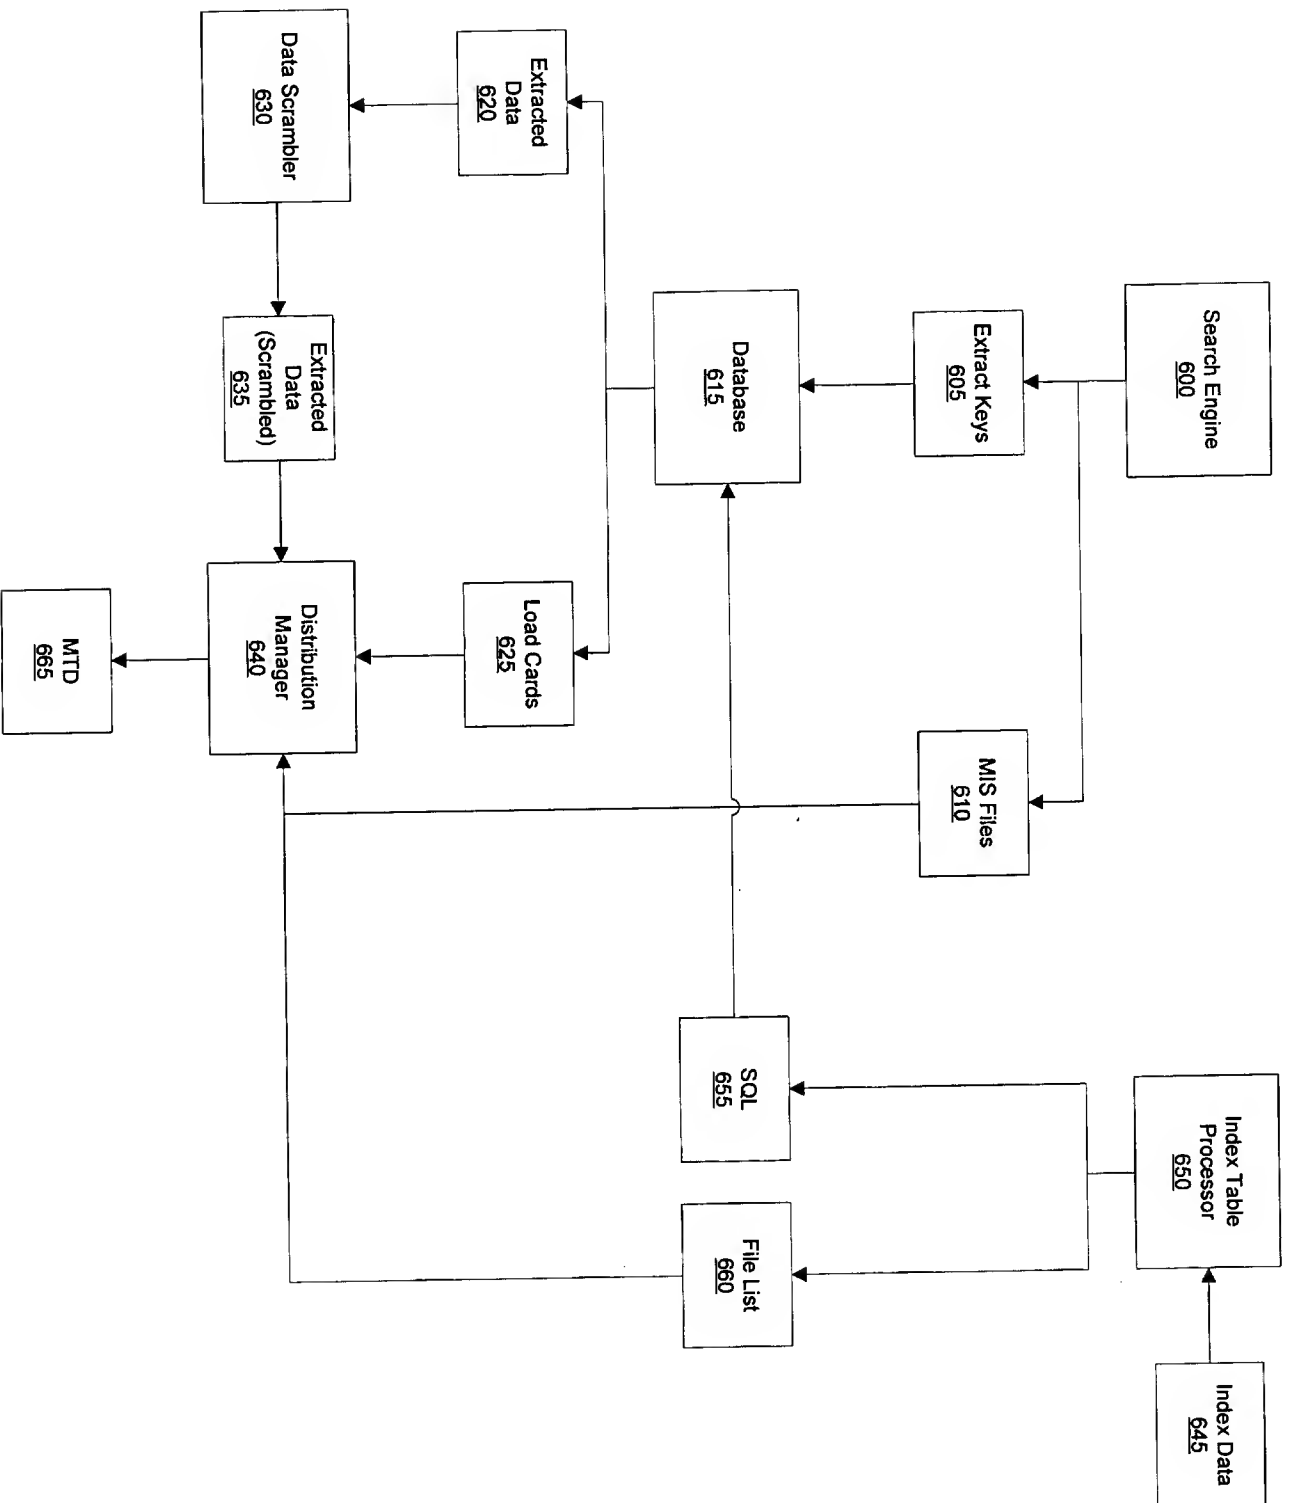 Search Engine
600
Index Table
Processor
650
Index Data
645
Extract Keys
605
MIS Files
610
Database
615
SQL
655
File List
660
Extracted
Data
620
Load Cards
625
Data Scrambler
630
Extracted
Data
(Scrambled)
635
Distribution
Manager
640
MTD
665